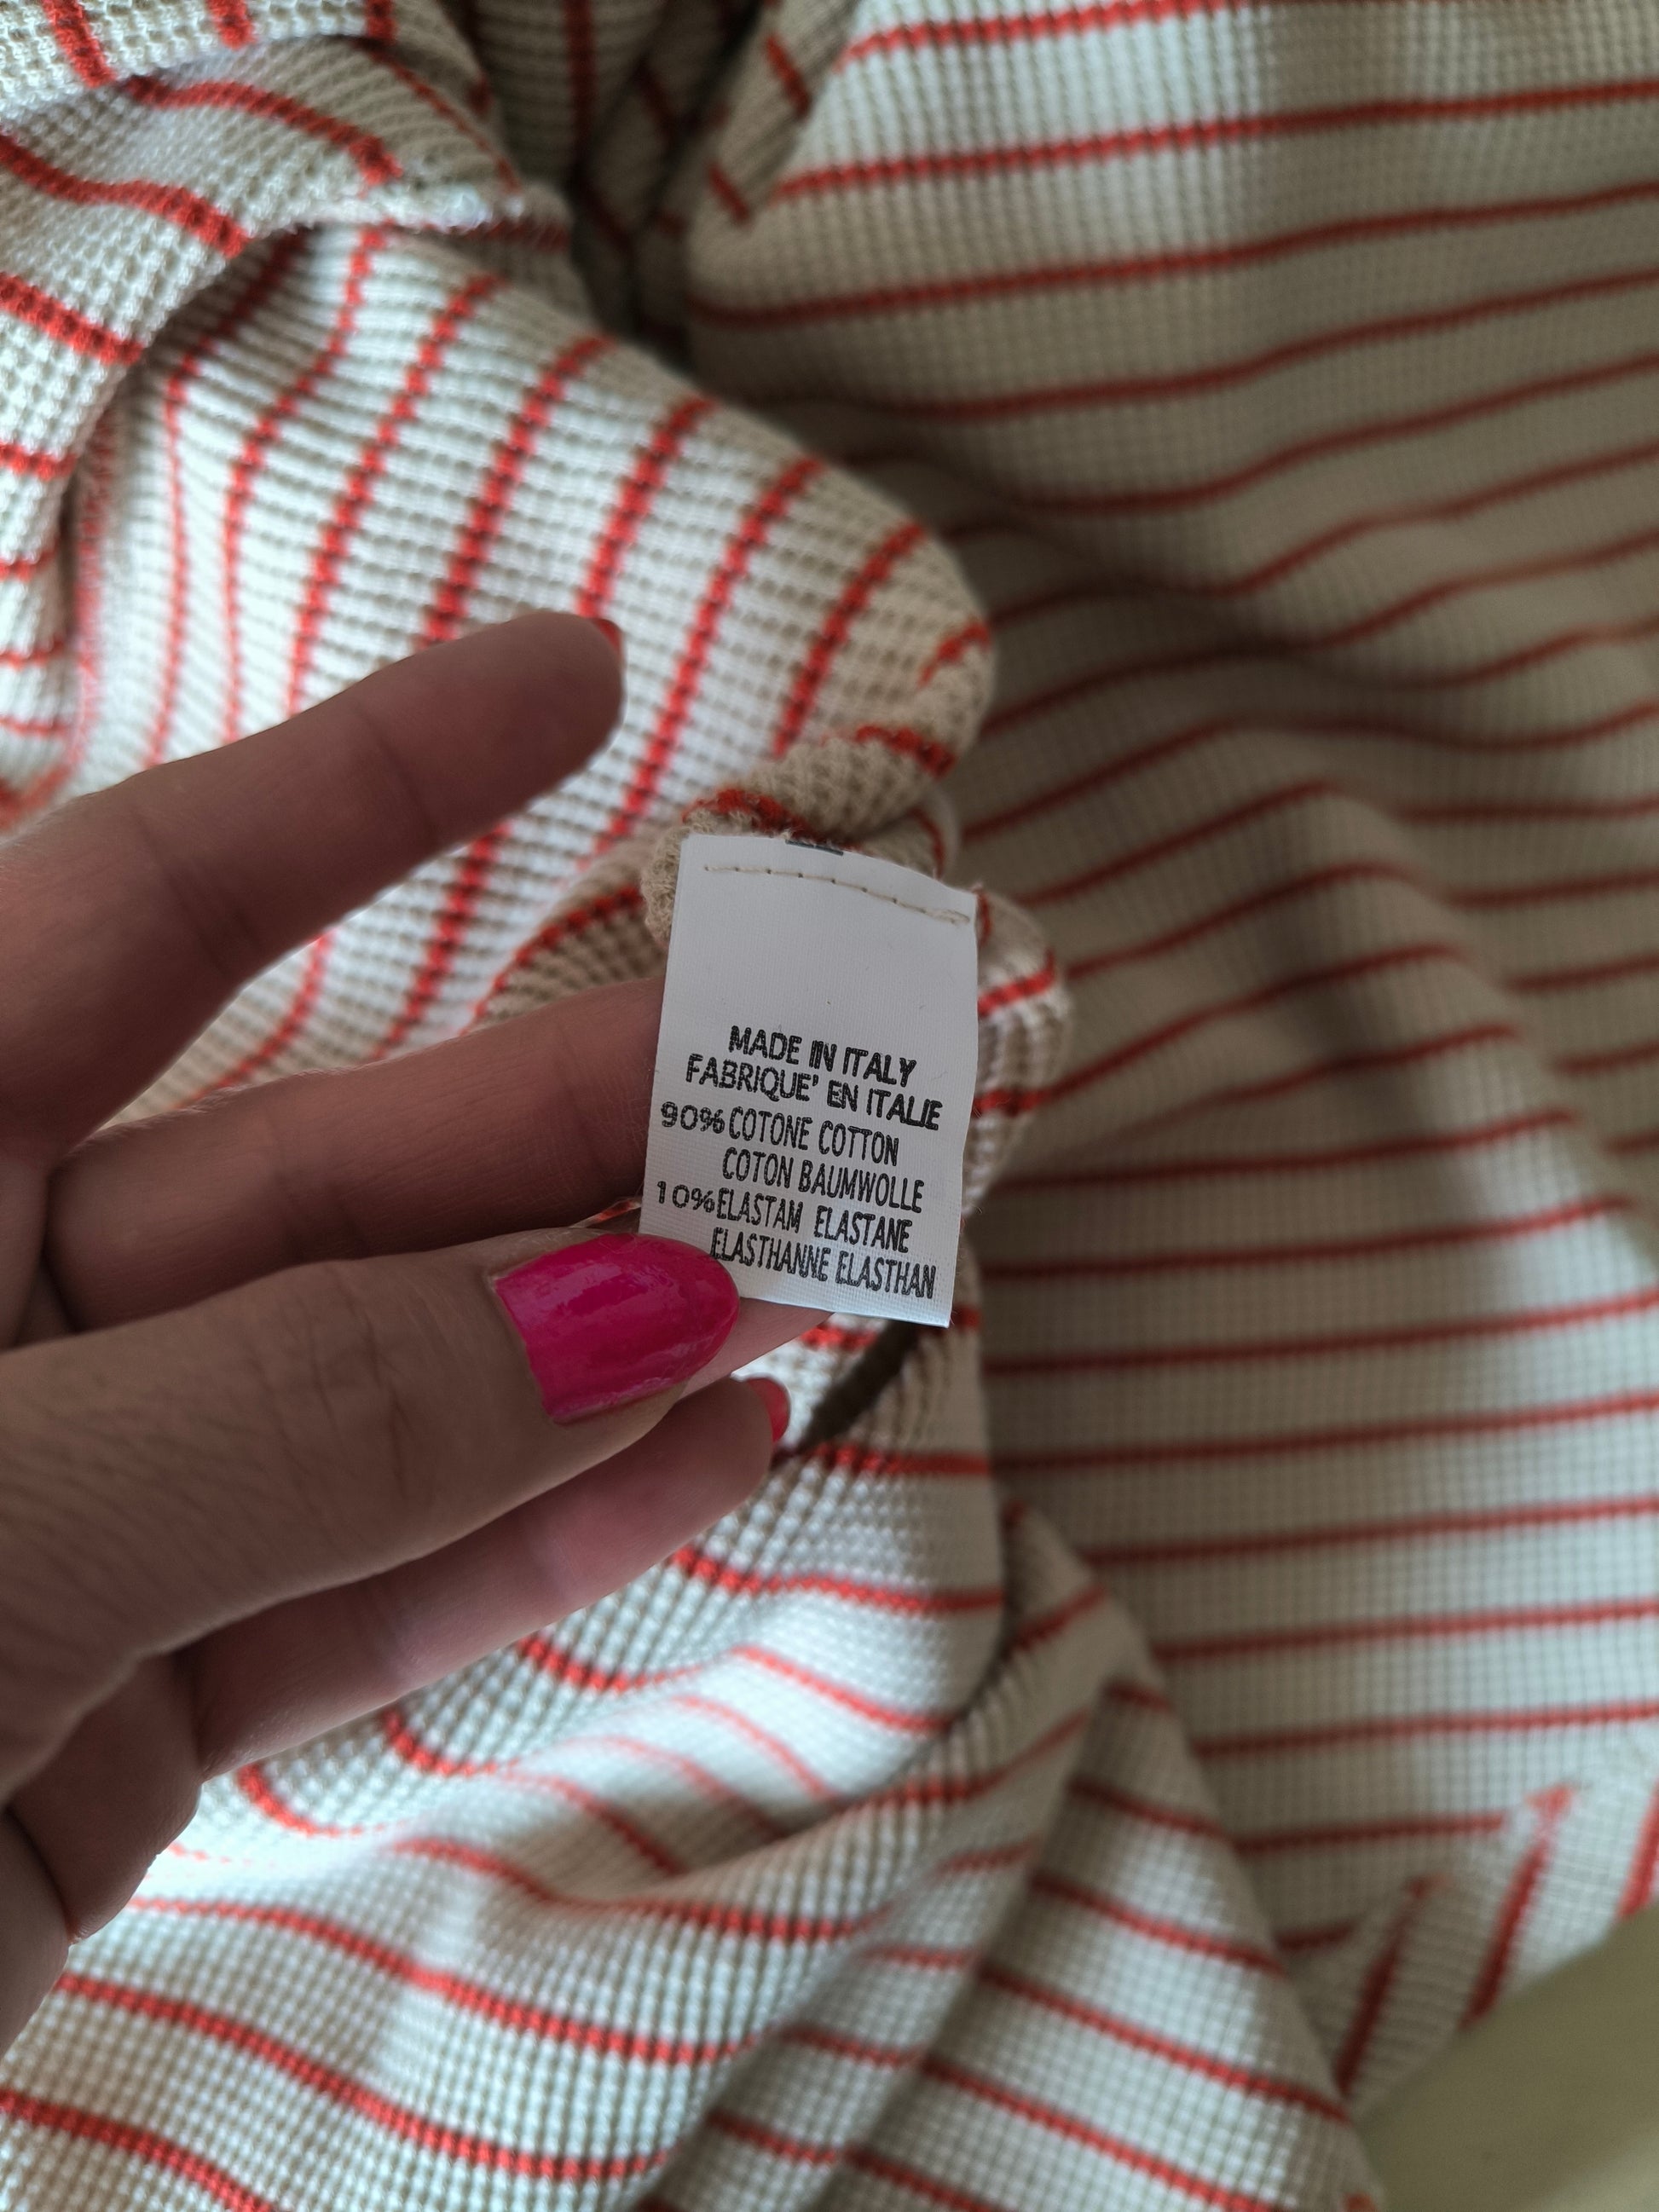 MADE IN ITALY
FABRIQUE' EN ITALIE
90% COTONE COTTON
COTON BAUMWOLLE
10% ELASTAM ELASTANE
ELASTHANNE ELASTHAN